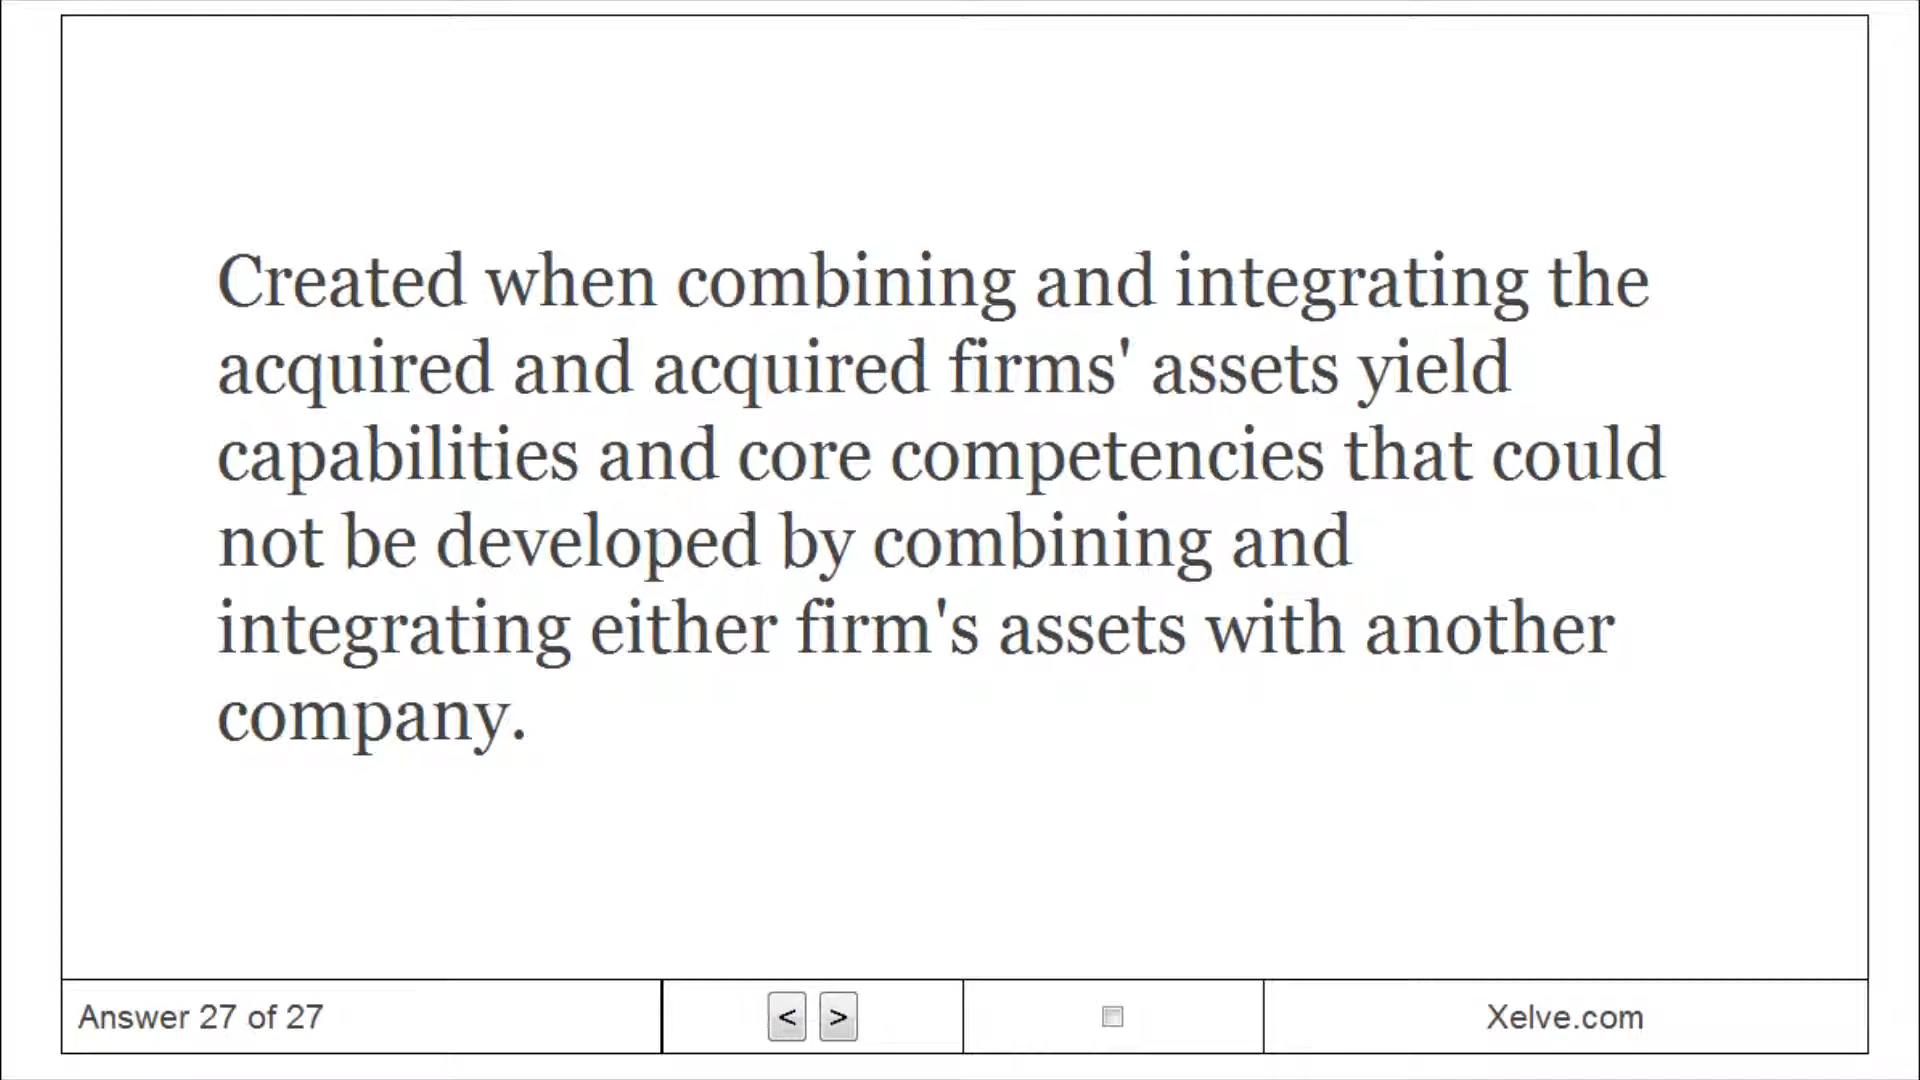 Created when combining and integrating the
acquired and acquired firms' assets yield
capabilities and core competencies that could
not be developed by combining and
integrating either firm's assets with another
company.
Answer 27 of 27
< >
Xelve.com